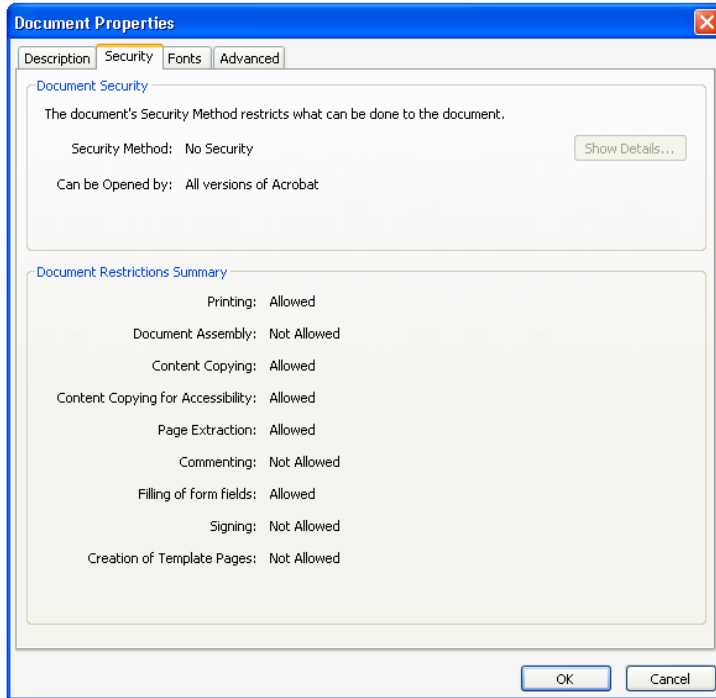 Document Properties
Description Security Fonts Advanced
Document Security
The document's Security Method restricts what can be done to the document.
Security Method: No Security Show Details...
Can be Opened by: All versions of Acrobat
Document Restrictions Summary
Printing: Allowed
Document Assembly: Not Allowed
Content Copying: Allowed
Content Copying for Accessibility: Allowed
Page Extraction: Allowed
Commenting: Not Allowed
Filling of form fields: Allowed
Signing: Not Allowed
Creation of Template Pages: Not Allowed
OK Cancel